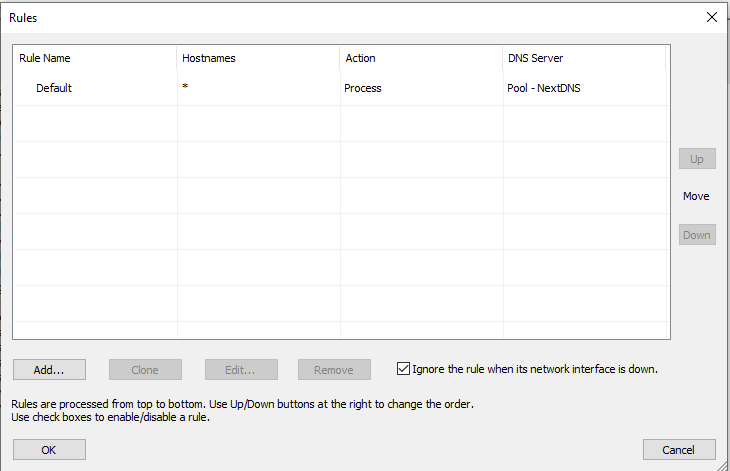 Rules
Rule Name Hostnames Action DNS Server
Default * Process Pool - NextDNS
Up
Move
Down
Add... Clone Edit... Remove Ignore the rule when its network interface is down.
Rules are processed from top to bottom. Use Up/Down buttons at the right to change the order.
Use check boxes to enable/disable a rule.
OK Cancel